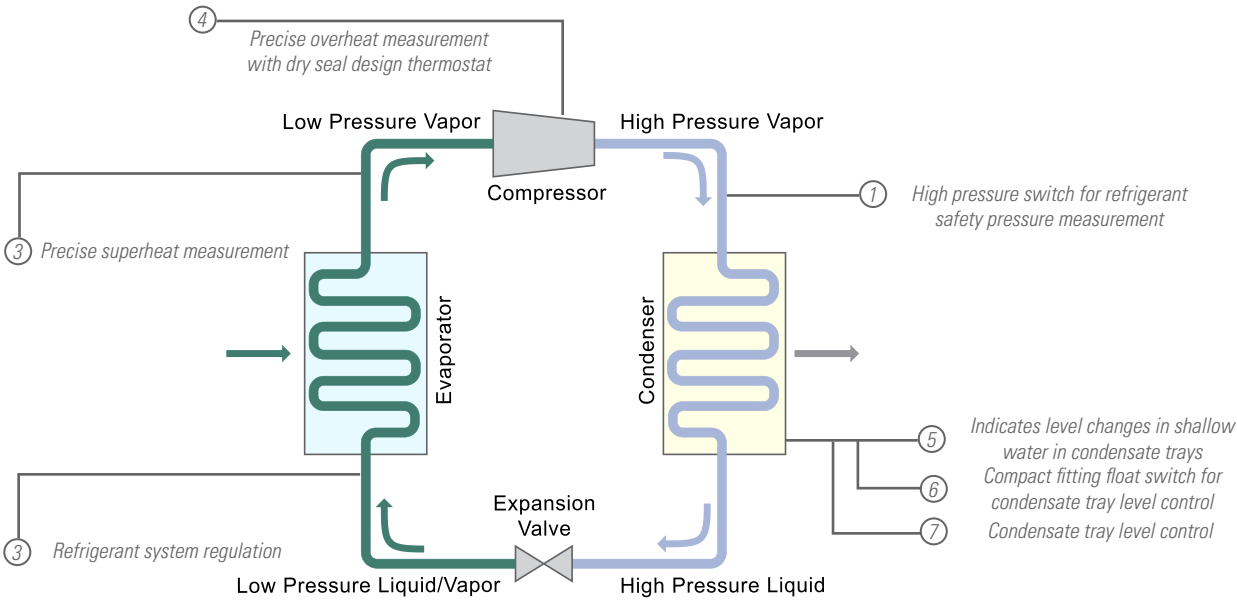 4
Precise overheat measurement
with dry seal design thermostat
Low Pressure Vapor
High Pressure Vapor
Compressor
1
High pressure switch for refrigerant
safety pressure measurement
3
Precise superheat measurement
Evaporator
Condenser
5
Indicates level changes in shallow
water in condensate trays
6
Compact fitting float switch for
condensate tray level control
7
Condensate tray level control
Expansion
Valve
3
Refrigerant system regulation
Low Pressure Liquid/Vapor
High Pressure Liquid